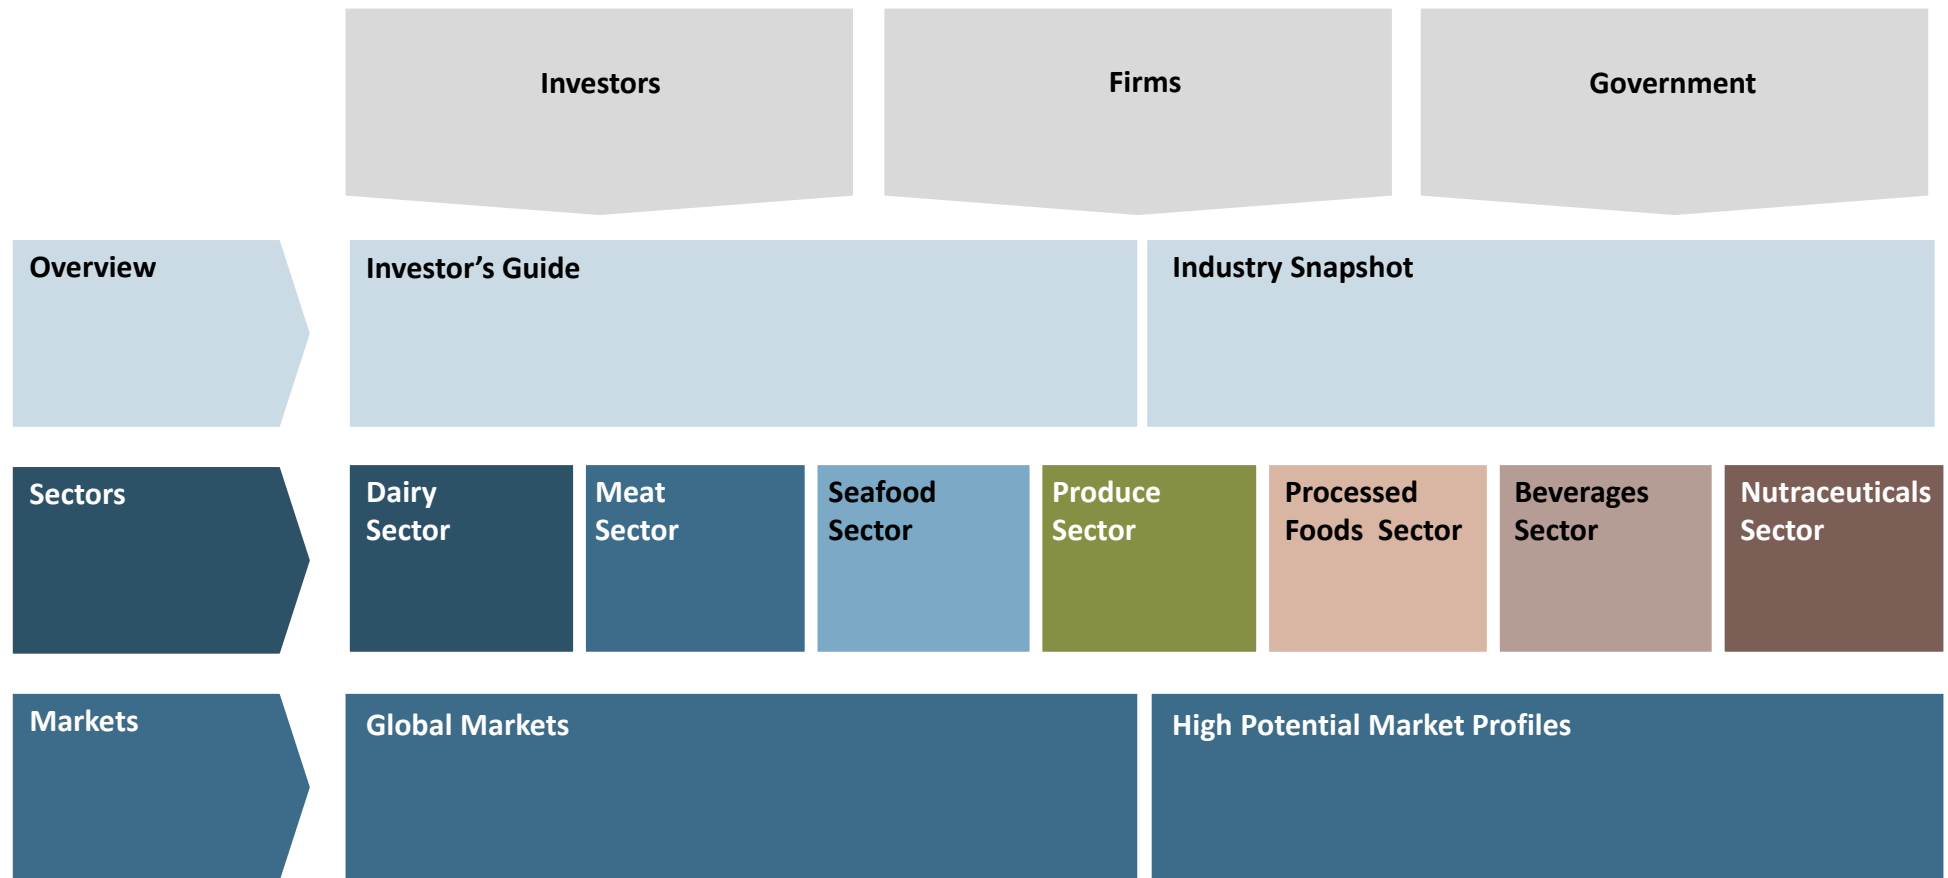 Investors
Firms
Government
Overview
Investor’s Guide
Industry Snapshot
Sectors
Dairy
Sector
Meat
Sector
Seafood
Sector
Produce
Sector
Processed
Foods  Sector
Beverages
Sector
Nutraceuticals
Sector
Markets
Global Markets
High Potential Market Profiles